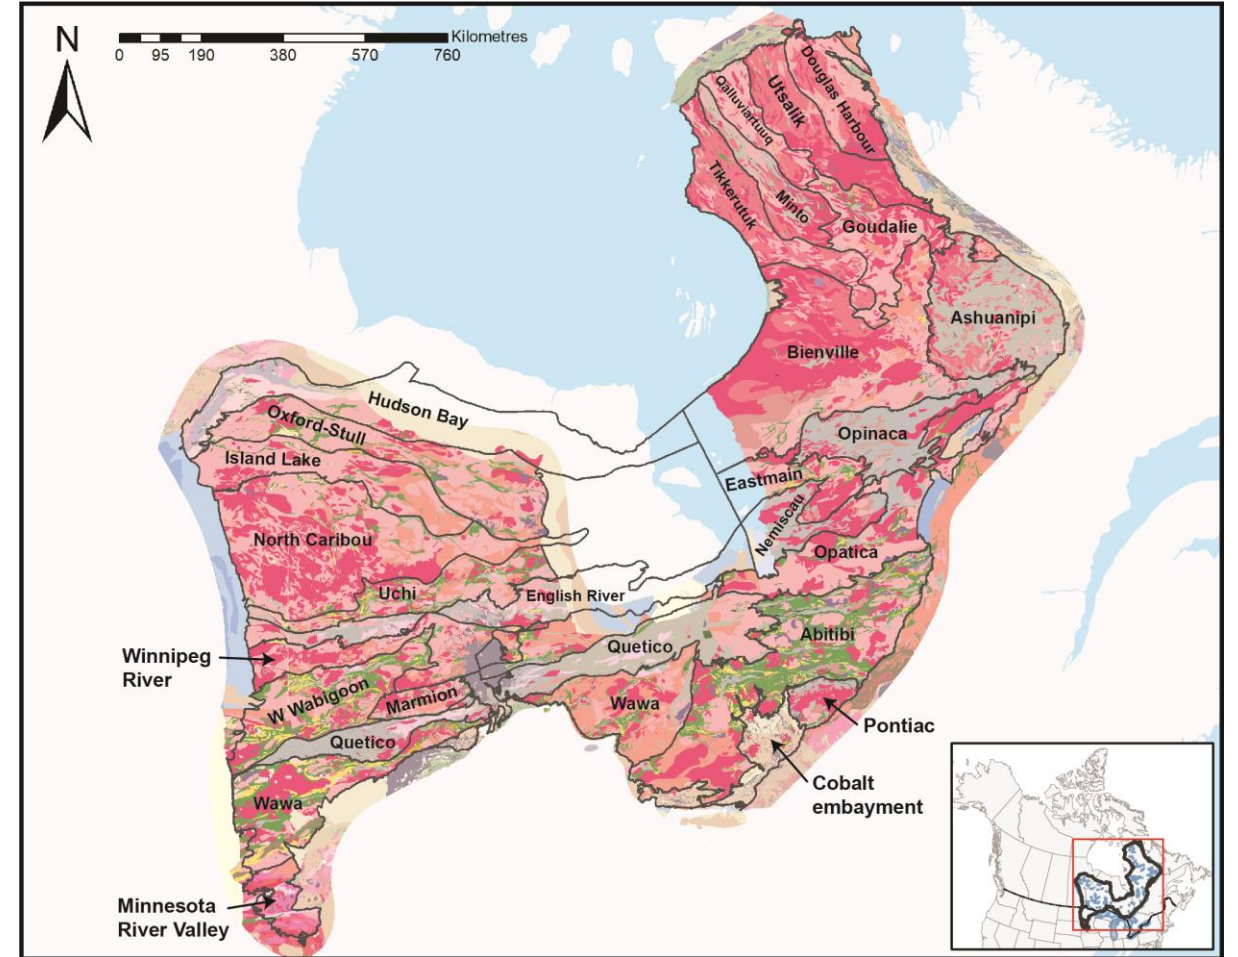 N
Kilometres
0 95 190 380 570 760
Douglas Harbour
Utsalik
Qalluviartuuq
Tikkerutuk
Minto
Goudalie
Ashuanipi
Bienville
Hudson Bay
Oxford-Stull
Opinaca
Island Lake
Eastmain
Nemiscau
North Caribou
Opatica
Uchi
English River
Abitibi
Quetico
Winnipeg
River
W Wabigoon
Marmion
Wawa
Pontiac
Quetico
Cobalt
embayment
Wawa
Minnesota
River Valley